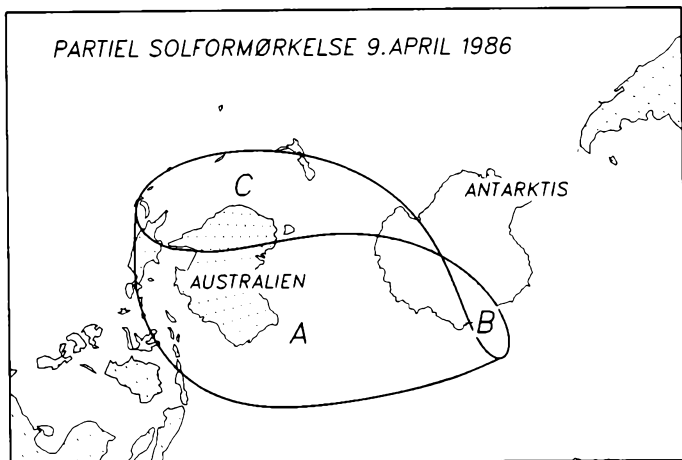 PARTIEL SOLFORMØRKELSE 9. APRIL 1986
C
ANTARKTIS
AUSTRALIEN
A
B